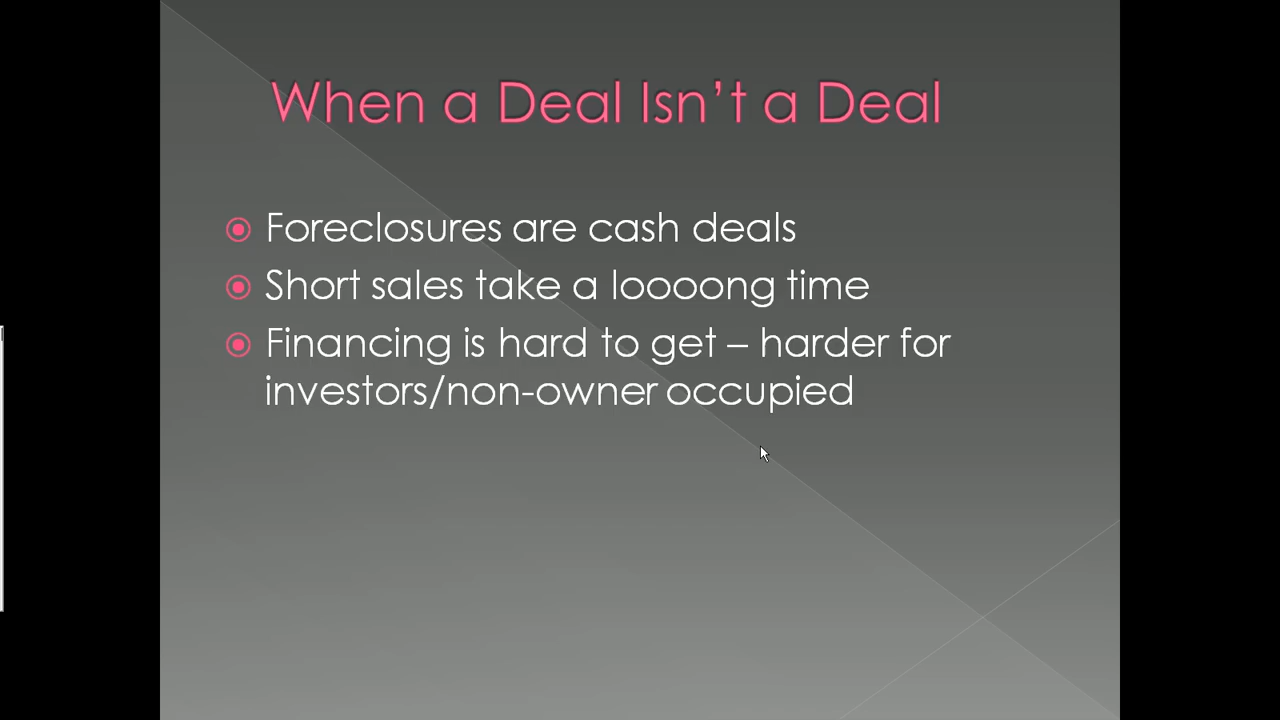 When a Deal Isn’t a Deal
Foreclosures are cash deals
Short sales take a loooong time
Financing is hard to get – harder for
investors/non-owner occupied